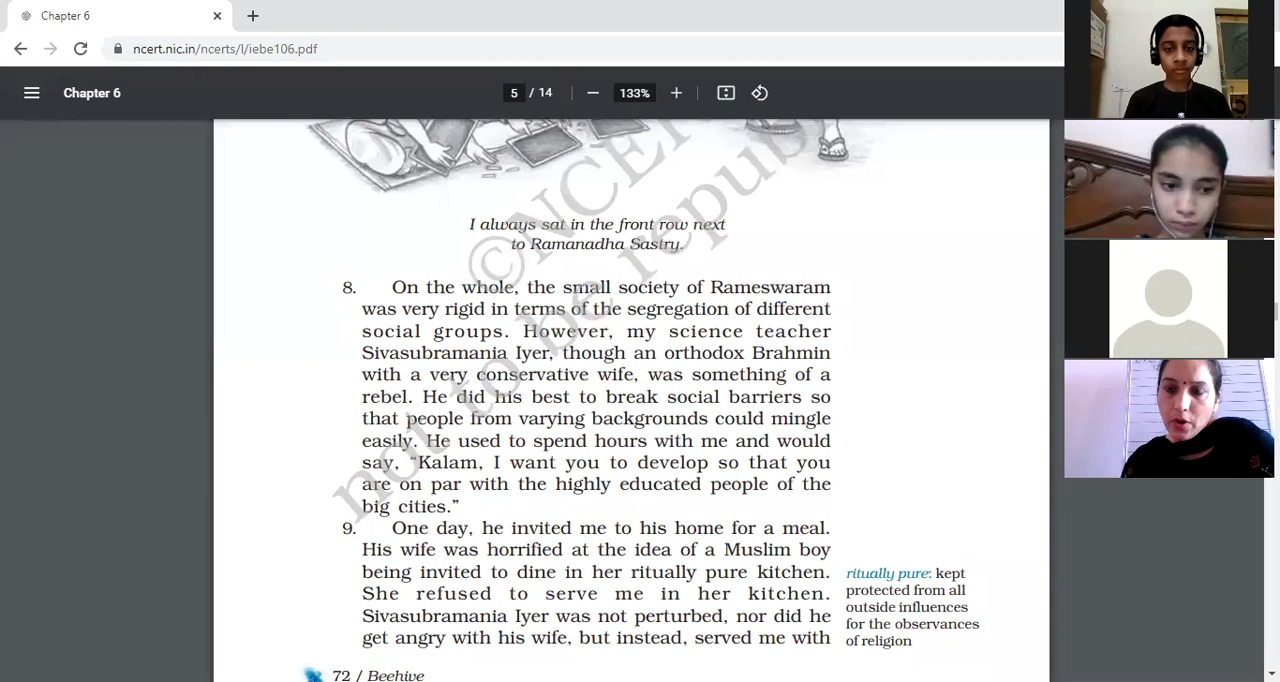 Chapter 6
ncert.nic.in/ncerts/l/iebe106.pdf
Chapter 6
5 / 14
133%
©NCERT
not to be republ
I always sat in the front row next
to Ramanadha Sastry.
8. On the whole, the small society of Rameswaram
was very rigid in terms of the segregation of different
social groups. However, my science teacher
Sivasubramania Iyer, though an orthodox Brahmin
with a very conservative wife, was something of a
rebel. He did his best to break social barriers so
that people from varying backgrounds could mingle
easily. He used to spend hours with me and would
say, “Kalam, I want you to develop so that you
are on par with the highly educated people of the
big cities.”
9. One day, he invited me to his home for a meal.
His wife was horrified at the idea of a Muslim boy
being invited to dine in her ritually pure kitchen.
She refused to serve me in her kitchen.
Sivasubramania Iyer was not perturbed, nor did he
get angry with his wife, but instead, served me with
ritually pure: kept
protected from all
outside influences
for the observances
of religion
72 / Beehive